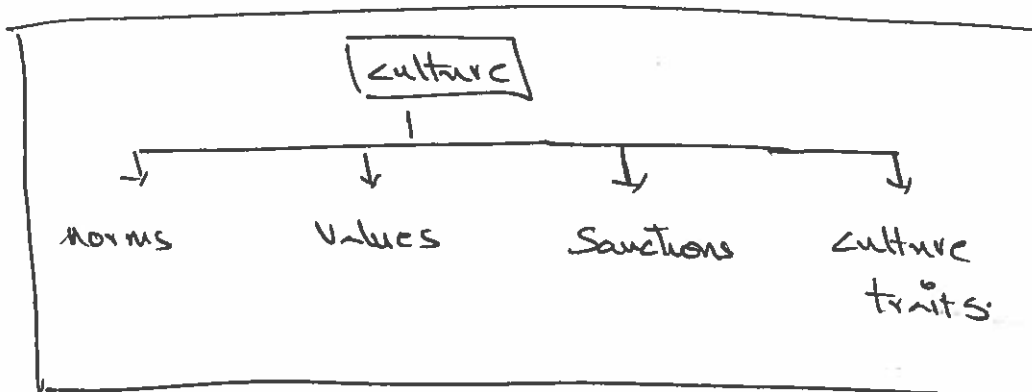 culture
norms
values
Sanctions
culture
traits.